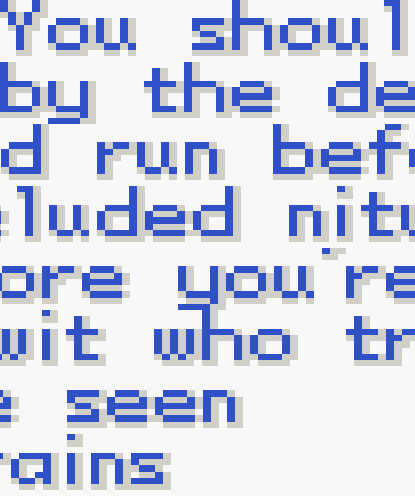 You shoul
by the de
d run bef
luded nit
ore you're
wit who tr
e seen
rains